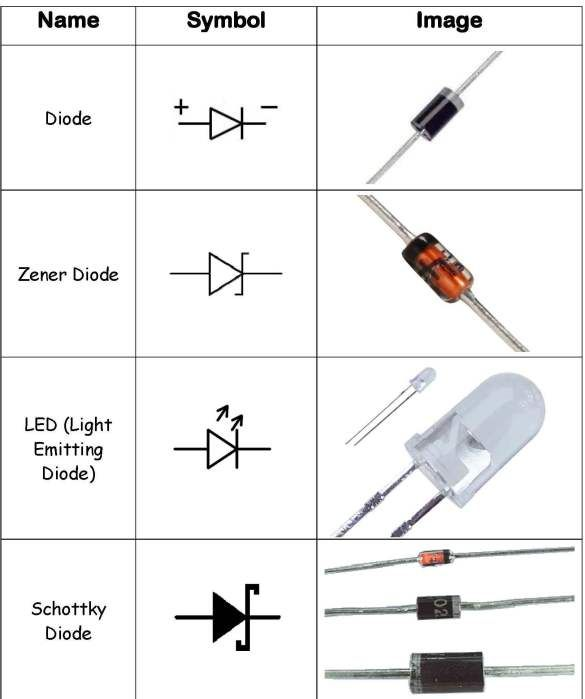 Name Symbol Image
Diode
+ −
Zener Diode
LED (Light
Emitting
Diode)
Schottky
Diode
02